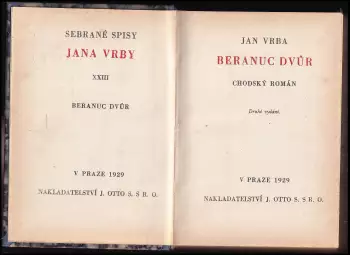 SEBRANÉ SPISY
JANA VRBY
XXIII
BERANUC DVŮR
V PRAZE 1929
NAKLADATELSTVÍ J. OTTO S. S R. O.
JAN VRBA
BERANUC DVŮR
CHODSKÝ ROMÁN
Druhé vydání.
V PRAZE 1929
NAKLADATELSTVÍ J. OTTO S. S R. O.